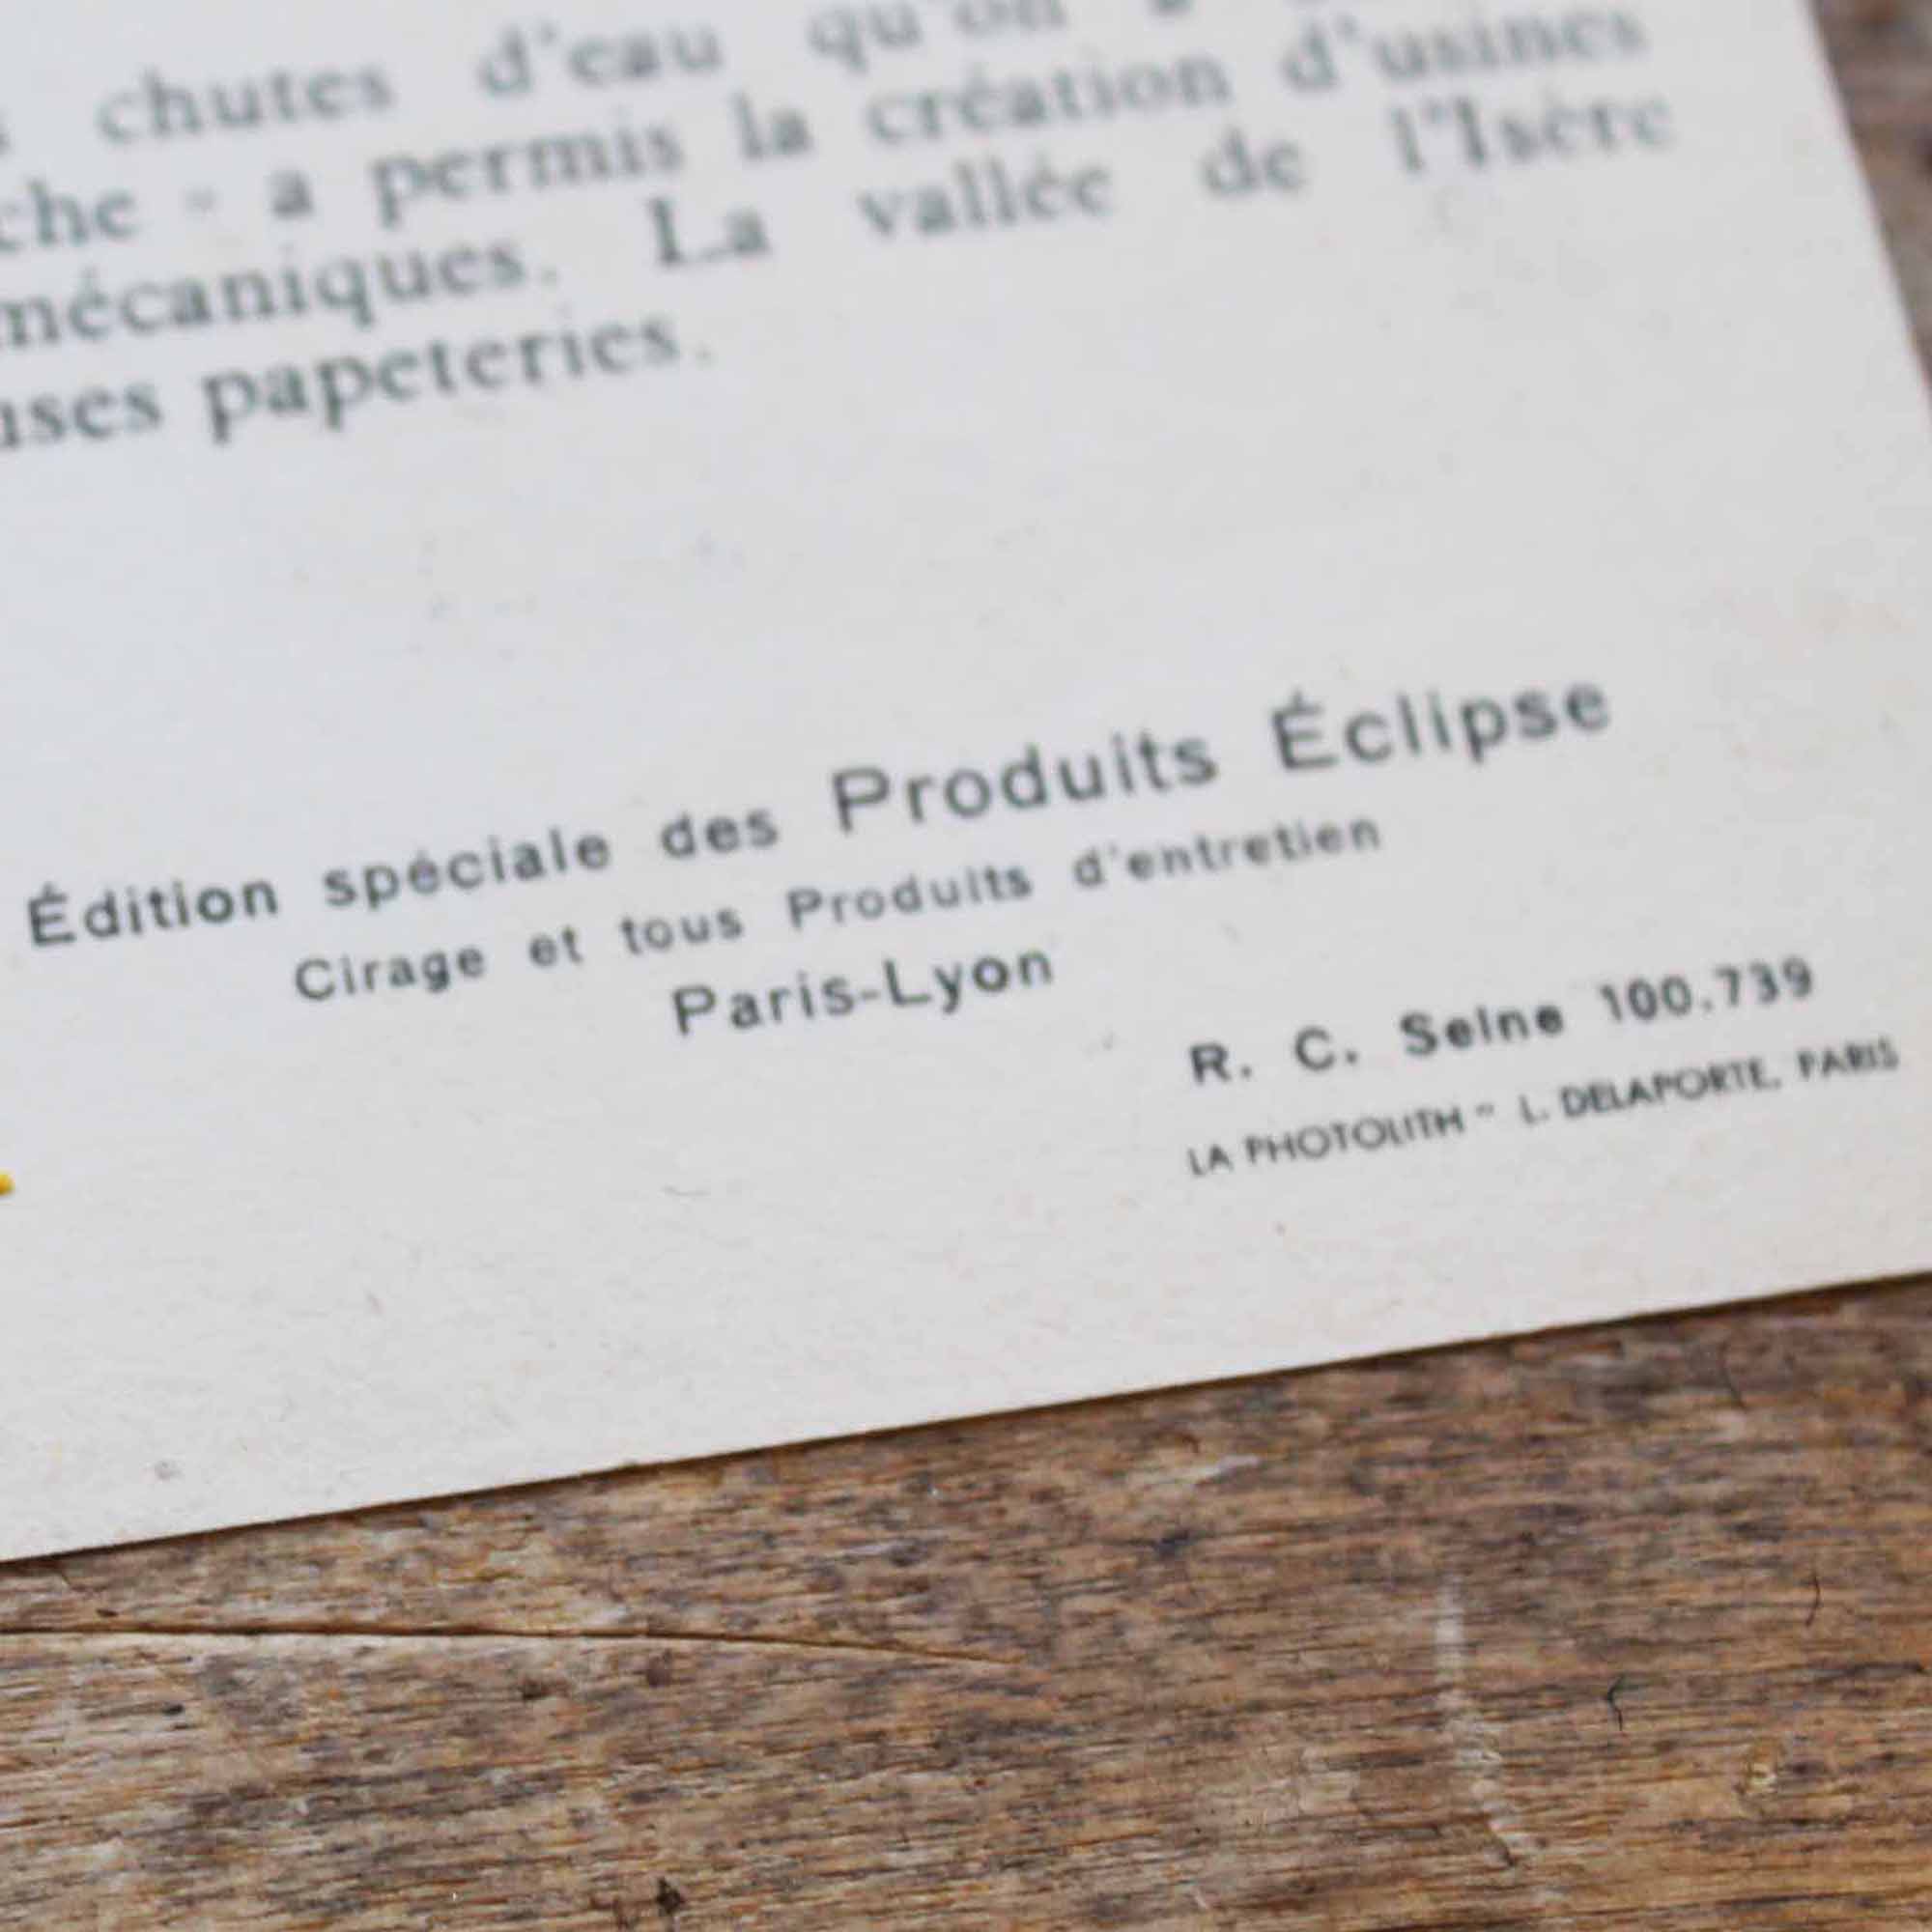 chutes d'eau qu'on a
che - a permis la création d'usines
mécaniques. La vallée de l'Isère
uses papeteries.
Édition spéciale des Produits Éclipse
Cirage et tous Produits d'entretien
Paris-Lyon
R. C. Seine 100.739
LA PHOTOLITH " L. DELAPORTE. PARIS